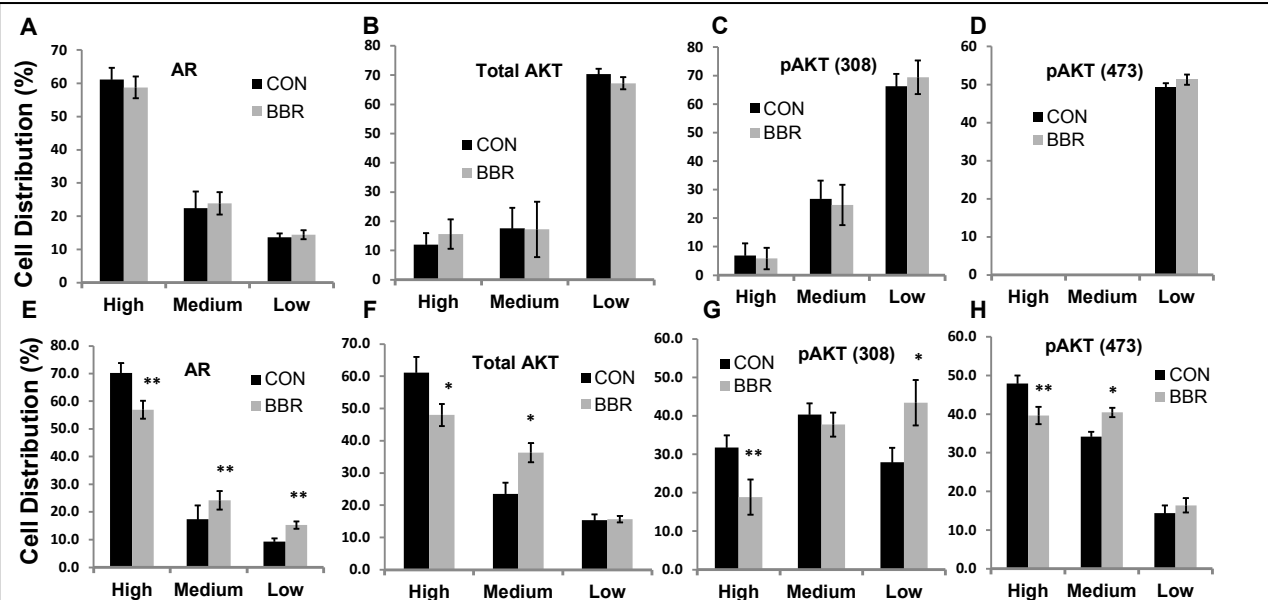 A
Cell Distribution (%)
AR
CON
BBR
70
60
50
40
30
20
10
0
High Medium Low
B
Total AKT
CON
BBR
80
70
60
50
40
30
20
10
0
High Medium Low
C
pAKT (308)
CON
BBR
80
70
60
50
40
30
20
10
0
High Medium Low
D
pAKT (473)
CON
BBR
60
50
40
30
20
10
0
High Medium Low
E
Cell Distribution (%)
AR
CON
BBR
80.0
70.0
60.0
50.0
40.0
30.0
20.0
10.0
0.0
**
**
**
High Medium Low
F
Total AKT
CON
BBR
70.0
60.0
50.0
40.0
30.0
20.0
10.0
0.0
*
*
High Medium Low
G
pAKT (308)
CON
BBR
60.0
50.0
40.0
30.0
20.0
10.0
0.0
**
*
High Medium Low
H
pAKT (473)
CON
BBR
60.0
50.0
40.0
30.0
20.0
10.0
0.0
**
*
High Medium Low